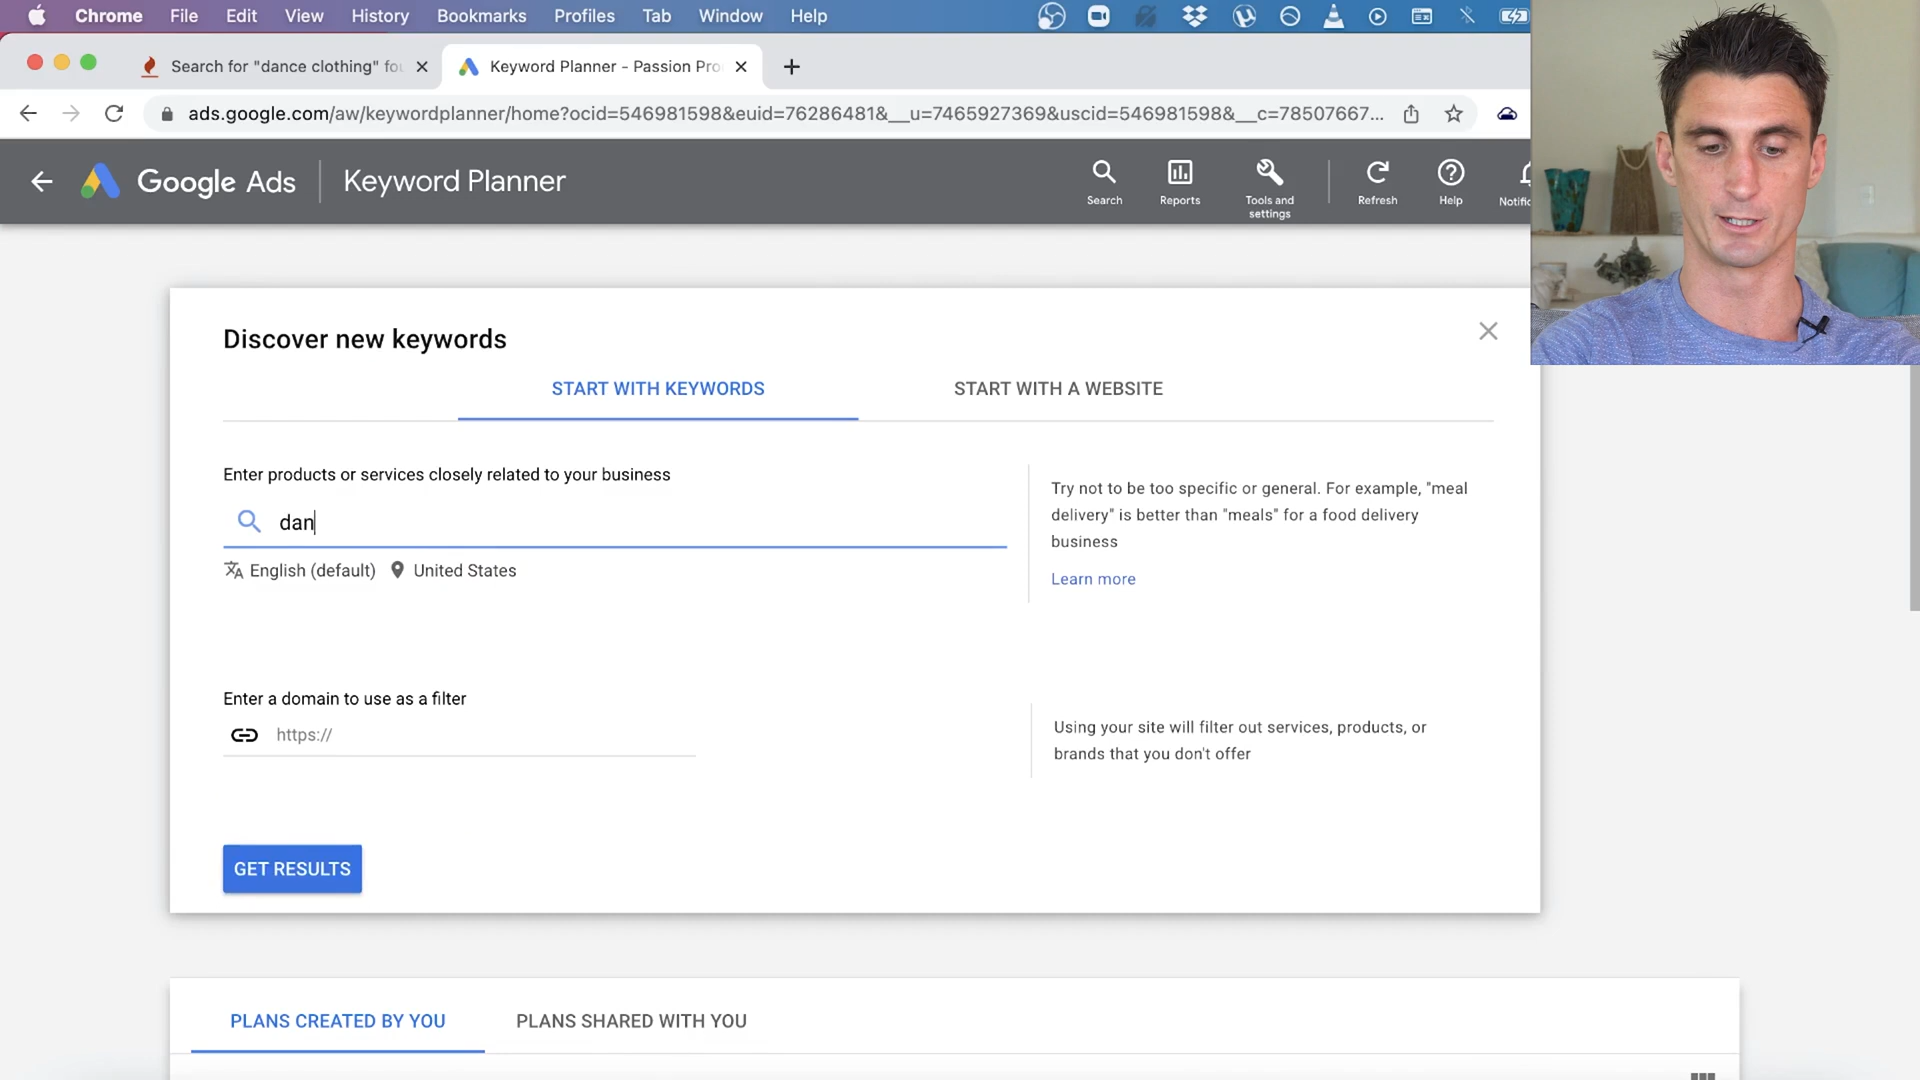 Chrome File Edit View History Bookmarks Profiles Tab Window Help
Search for "dance clothing" fou
Keyword Planner - Passion Pro
ads.google.com/aw/keywordplanner/home?ocid=546981598&euid=76286481&__u=7465927369&uscid=546981598&__c=78507667...
Google Ads Keyword Planner
Search Reports Tools and settings Refresh Help Notific
Discover new keywords
START WITH KEYWORDS START WITH A WEBSITE
Enter products or services closely related to your business
dan
English (default) United States
Try not to be too specific or general. For example, "meal
delivery" is better than "meals" for a food delivery
business
Learn more
Enter a domain to use as a filter
https://
Using your site will filter out services, products, or
brands that you don't offer
GET RESULTS
PLANS CREATED BY YOU PLANS SHARED WITH YOU